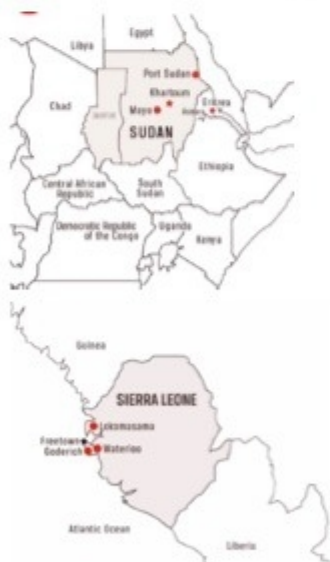 Egypt
Libya
Port Sudan
Khartoum
Chad
Mayo
Eritrea
SUDAN
Ethiopia
Central African
Republic
South
Sudan
Democratic Republic
of the Congo
Uganda
Kenya
Guinea
SIERRA LEONE
Lokomasama
Freetown
Goderich
Waterloo
Atlantic Ocean
Liberia